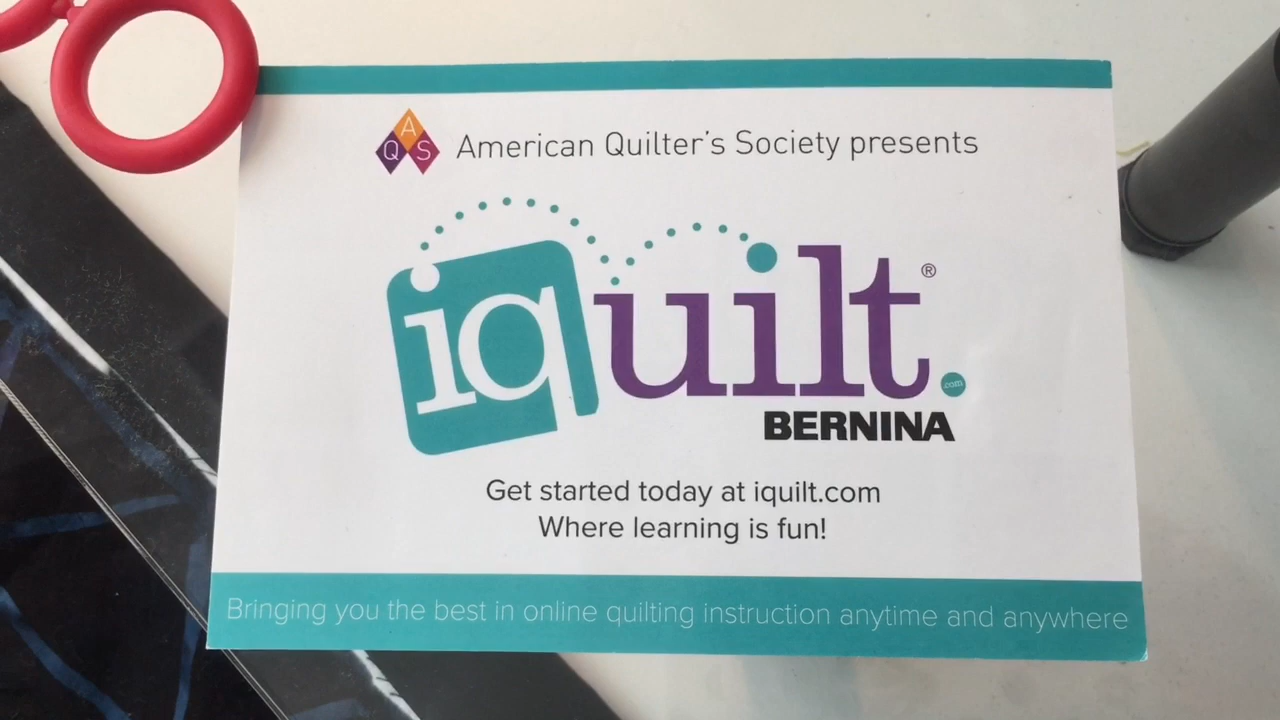 AQS
American Quilter's Society presents
iquilt.com®
BERNINA
Get started today at iquilt.com
Where learning is fun!
Bringing you the best in online quilting instruction anytime and anywhere